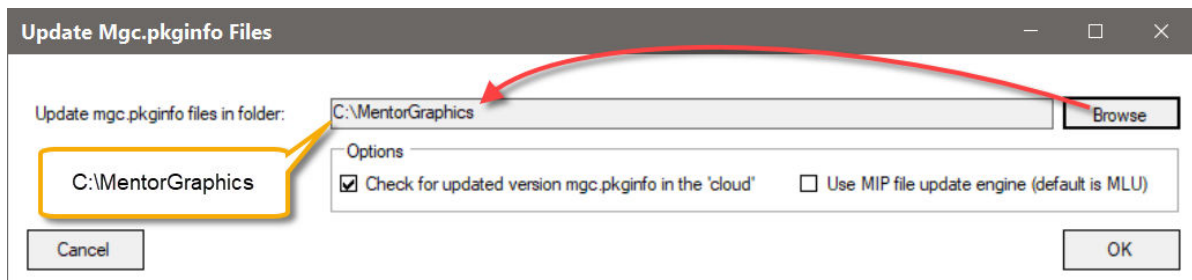 Update Mgc.pkginfo Files
Update mgc.pkginfo files in folder:
C:\MentorGraphics
Browse
C:\MentorGraphics
Options
Check for updated version mgc.pkginfo in the 'cloud'
Use MIP file update engine (default is MLU)
Cancel
OK